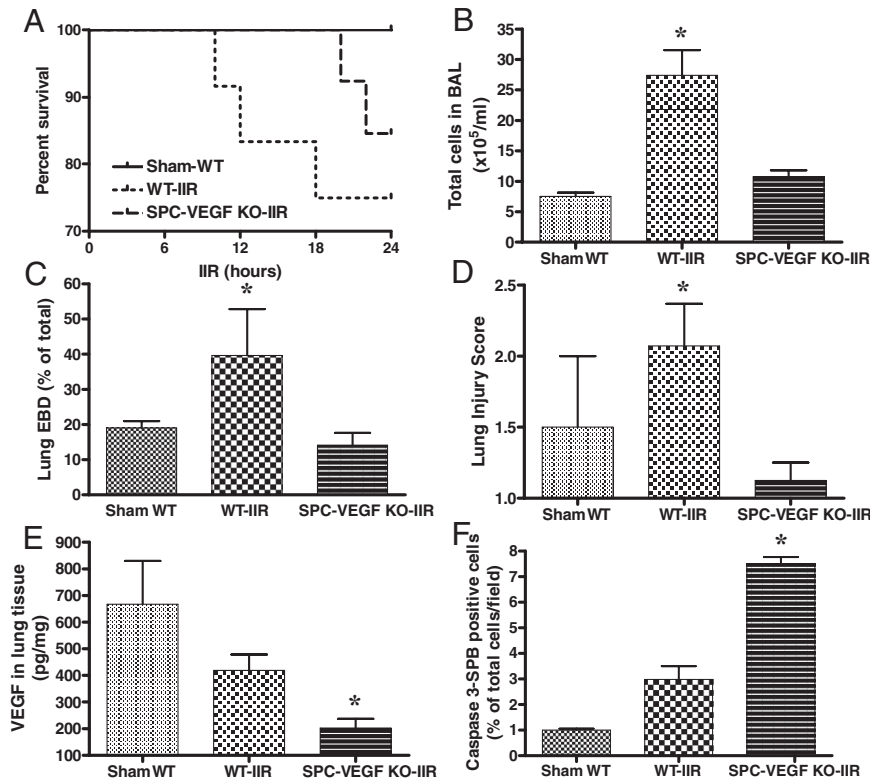 A
Percent survival
100
90
80
70
Sham-WT
WT-IIR
SPC-VEGF KO-IIR
0 6 12 18 24
IIR (hours)
B
Total cells in BAL
(x10⁵/ml)
35
30
25
20
15
10
5
0
*
Sham WT WT-IIR SPC-VEGF KO-IIR
C
Lung EBD (% of total)
60
50
40
30
20
10
0
*
Sham WT WT-IIR SPC-VEGF KO-IIR
D
Lung Injury Score
2.5
2.0
1.5
1.0
*
Sham WT WT-IIR SPC-VEGF KO-IIR
E
VEGF in lung tissue
(pg/mg)
900
800
700
600
500
400
300
200
100
*
Sham WT WT-IIR SPC-VEGF KO-IIR
F
Caspase 3-SPB positive cells
(% of total cells/field)
8
7
6
5
4
3
2
1
0
*
Sham WT WT-IIR SPC-VEGF KO-IIR